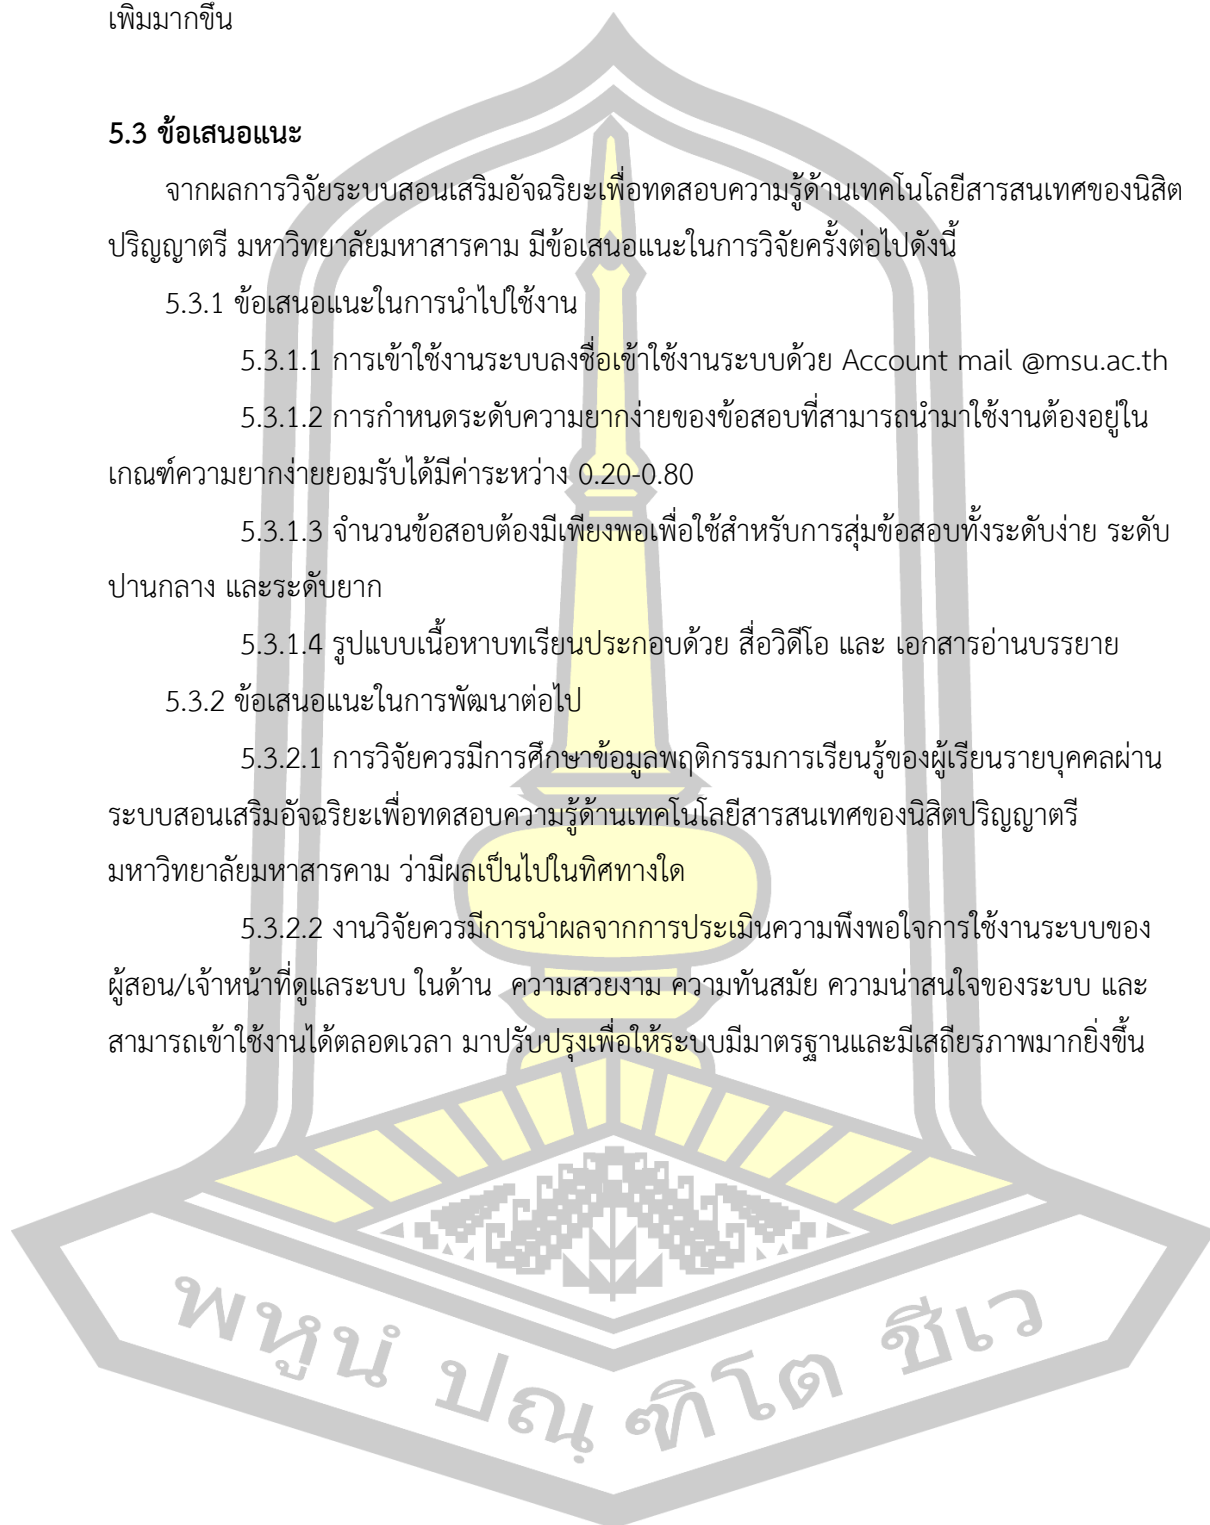 เพิ่มมากขึ้น
5.3 ข้อเสนอแนะ
จากผลการวิจัยระบบสอนเสริมอัจฉริยะเพื่อทดสอบความรู้ด้านเทคโนโลยีสารสนเทศของนิสิต
ปริญญาตรี มหาวิทยาลัยมหาสารคาม มีข้อเสนอแนะในการวิจัยครั้งต่อไปดังนี้
5.3.1 ข้อเสนอแนะในการนำไปใช้งาน
5.3.1.1 การเข้าใช้งานระบบลงชื่อเข้าใช้งานระบบด้วย Account mail @msu.ac.th
5.3.1.2 การกำหนดระดับความยากง่ายของข้อสอบที่สามารถนำมาใช้งานต้องอยู่ใน
เกณฑ์ความยากง่ายยอมรับได้มีค่าระหว่าง 0.20-0.80
5.3.1.3 จำนวนข้อสอบต้องมีเพียงพอเพื่อใช้สำหรับการสุ่มข้อสอบทั้งระดับง่าย ระดับ
ปานกลาง และระดับยาก
5.3.1.4 รูปแบบเนื้อหาบทเรียนประกอบด้วย สื่อวิดีโอ และ เอกสารอ่านบรรยาย
5.3.2 ข้อเสนอแนะในการพัฒนาต่อไป
5.3.2.1 การวิจัยควรมีการศึกษาข้อมูลพฤติกรรมการเรียนรู้ของผู้เรียนรายบุคคลผ่าน
ระบบสอนเสริมอัจฉริยะเพื่อทดสอบความรู้ด้านเทคโนโลยีสารสนเทศของนิสิตปริญญาตรี
มหาวิทยาลัยมหาสารคาม ว่ามีผลเป็นไปในทิศทางใด
5.3.2.2 งานวิจัยควรมีการนำผลจากการประเมินความพึงพอใจการใช้งานระบบของ
ผู้สอน/เจ้าหน้าที่ดูแลระบบ ในด้าน ความสวยงาม ความทันสมัย ความน่าสนใจของระบบ และ
สามารถเข้าใช้งานได้ตลอดเวลา มาปรับปรุงเพื่อให้ระบบมีมาตรฐานและมีเสถียรภาพมากยิ่งขึ้น
พหูนํ ปณฺฑิโต ชีเว